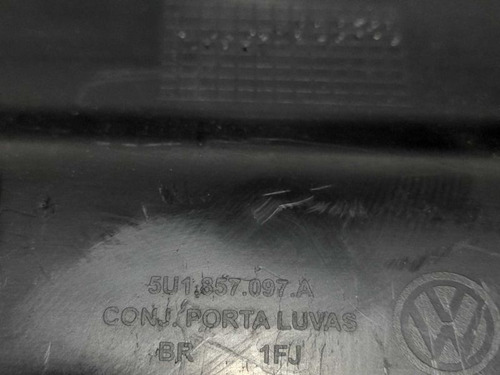 5U1.857.097.A
CONJ. PORTA LUVAS
BR 1FJ